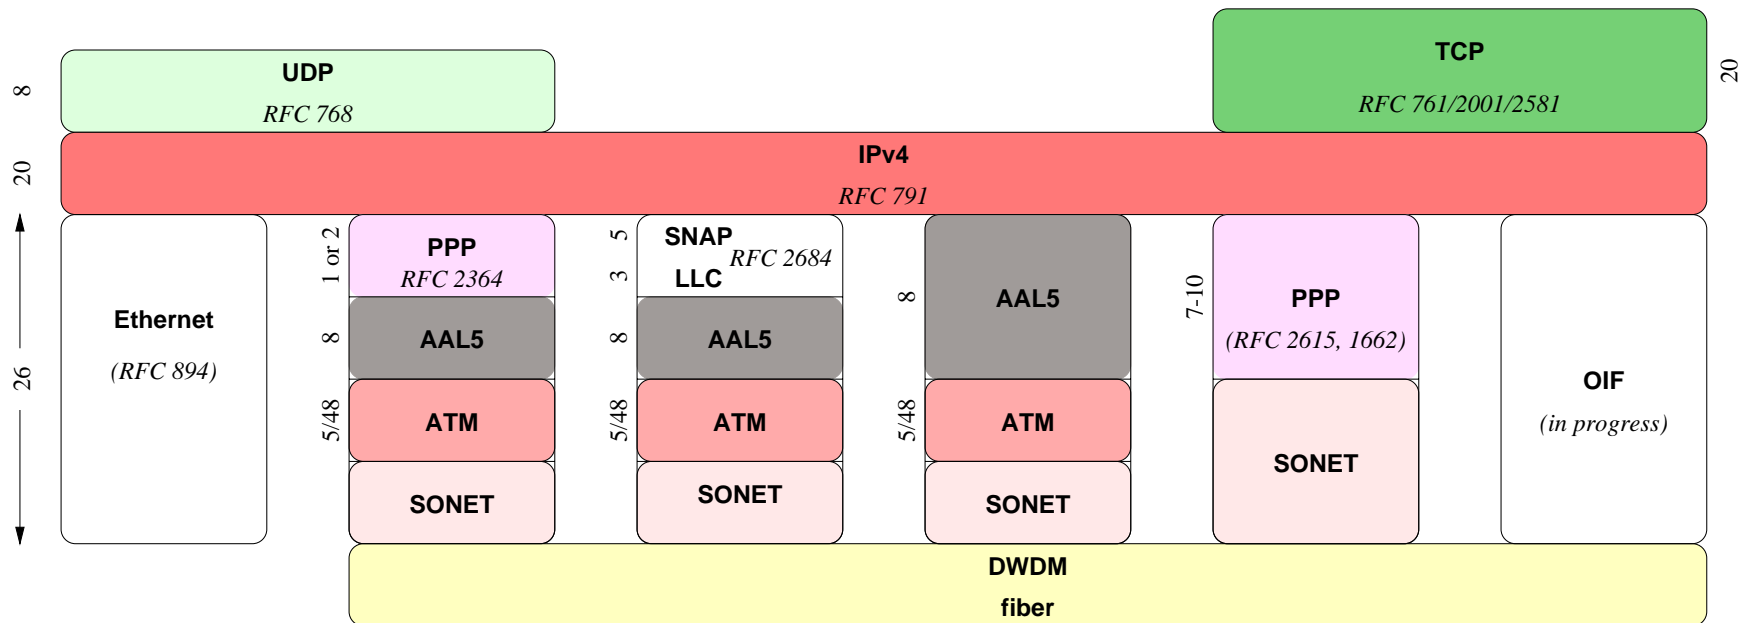 UDP
RFC 768
8
TCP
RFC 761/2001/2581
20
IPv4
RFC 791
20
26
Ethernet
(RFC 894)
1 or 2
PPP
RFC 2364
8
AAL5
5/48
ATM
SONET
5
SNAP
RFC 2684
3
LLC
8
AAL5
5/48
ATM
SONET
8
AAL5
5/48
ATM
SONET
7-10
PPP
(RFC 2615, 1662)
SONET
OIF
(in progress)
DWDM
fiber